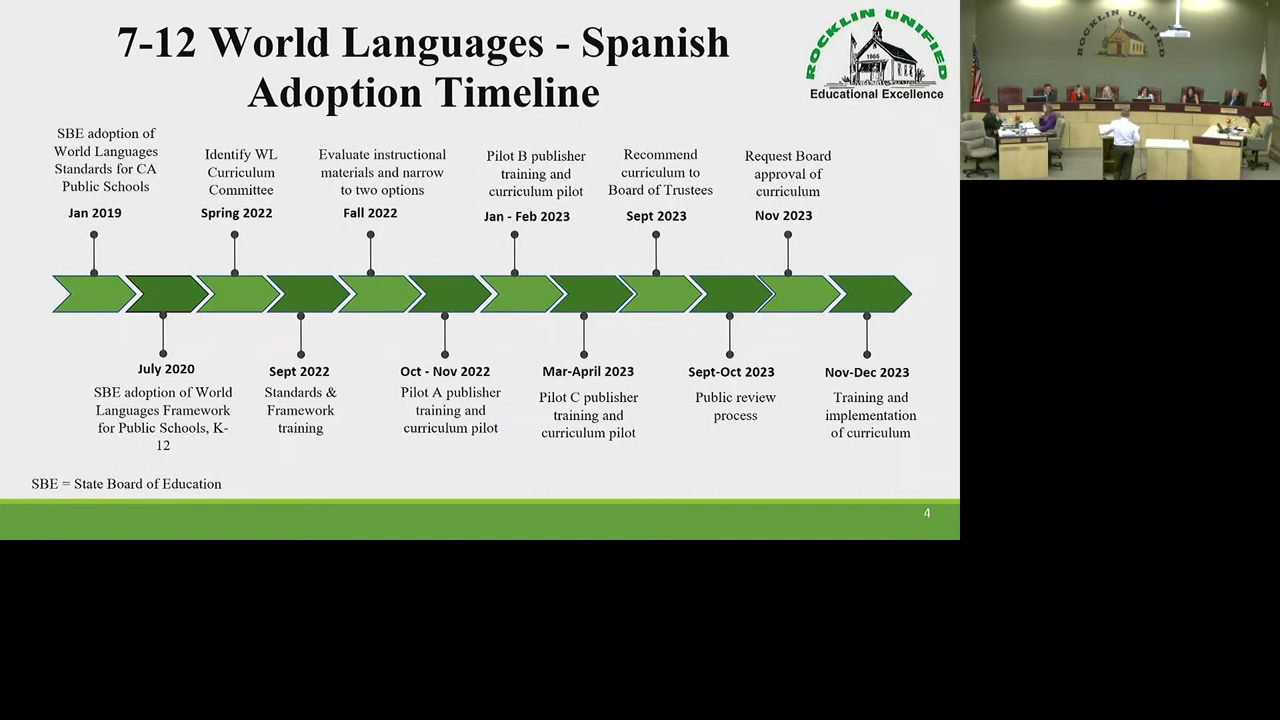 7-12 World Languages - Spanish
Adoption Timeline
ROCKLIN UNIFIED
1866
Educational Excellence
ROCKLIN UNIFIED
SBE adoption of
World Languages
Standards for CA
Public Schools
Jan 2019
Identify WL
Curriculum
Committee
Spring 2022
Evaluate instructional
materials and narrow
to two options
Fall 2022
Pilot B publisher
training and
curriculum pilot
Jan - Feb 2023
Recommend
curriculum to
Board of Trustees
Sept 2023
Request Board
approval of
curriculum
Nov 2023
July 2020
SBE adoption of World
Languages Framework
for Public Schools, K-
12
Sept 2022
Standards &
Framework
training
Oct - Nov 2022
Pilot A publisher
training and
curriculum pilot
Mar-April 2023
Pilot C publisher
training and
curriculum pilot
Sept-Oct 2023
Public review
process
Nov-Dec 2023
Training and
implementation
of curriculum
SBE = State Board of Education
4